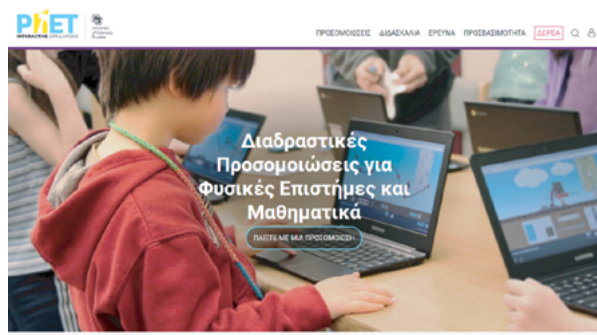 PhET
INTERACTIVE SIMULATIONS
ΠΡΟΣΟΜΟΙΩΣΕΙΣ ΔΙΔΑΣΚΑΛΙΑ ΕΡΕΥΝΑ ΠΡΟΣΒΑΣΙΜΟΤΗΤΑ ΔΩΡΕΑ
Διαδραστικές
Προσομοιώσεις για
Φυσικές Επιστήμες και
Μαθηματικά
ΠΑΙΞΤΕ ΜΕ ΜΙΑ ΠΡΟΣΟΜΟΙΩΣΗ